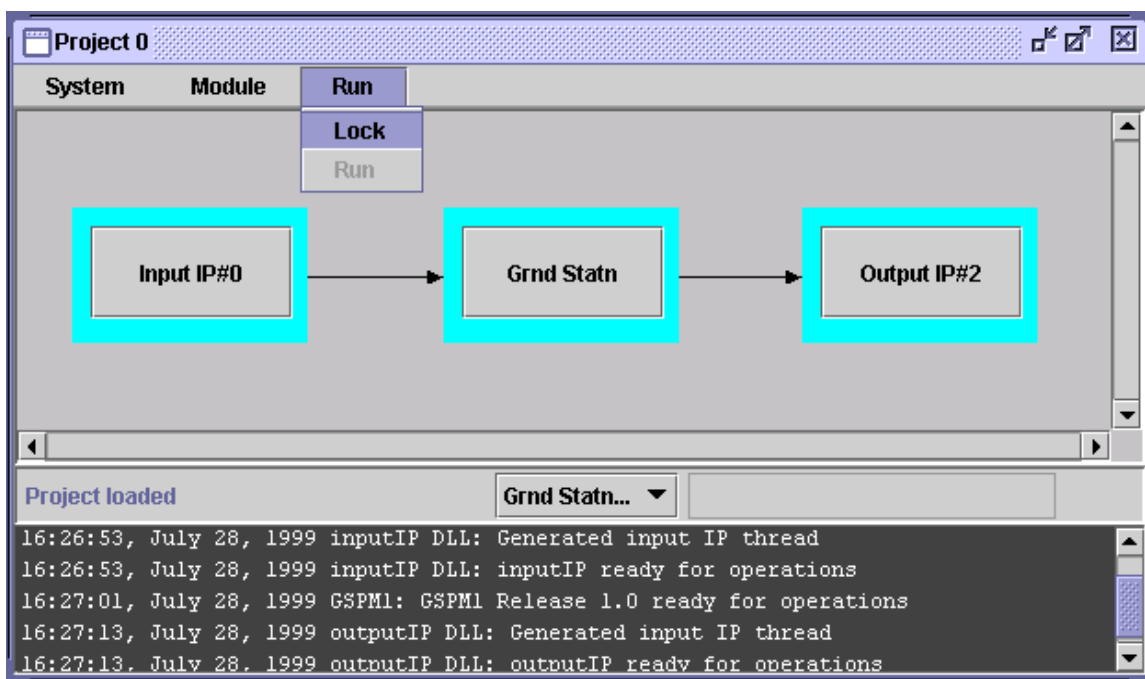 Project 0
System Module Run
Lock
Run
Input IP#0 Grnd Statn Output IP#2
Project loaded Grnd Statn...
16:26:53, July 28, 1999 inputIP DLL: Generated input IP thread
16:26:53, July 28, 1999 inputIP DLL: inputIP ready for operations
16:27:01, July 28, 1999 GSPM1: GSPM1 Release 1.0 ready for operations
16:27:13, July 28, 1999 outputIP DLL: Generated input IP thread
16:27:13, July 28, 1999 outputIP DLL: outputIP ready for operations